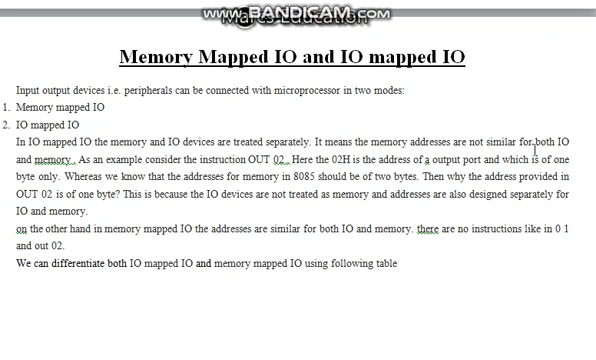 www.BANDICAM.com
Memory Mapped IO and IO mapped IO
Input output devices i.e. peripherals can be connected with microprocessor in two modes:
1. Memory mapped IO
2. IO mapped IO
In IO mapped IO the memory and IO devices are treated separately. It means the memory addresses are not similar for both IO
and memory . As an example consider the instruction OUT 02 . Here the 02H is the address of a output port and which is of one
byte only. Whereas we know that the addresses for memory in 8085 should be of two bytes. Then why the address provided in
OUT 02 is of one byte? This is because the IO devices are not treated as memory and addresses are also designed separately for
IO and memory.
on the other hand in memory mapped IO the addresses are similar for both IO and memory. there are no instructions like in 0 1
and out 02.
We can differentiate both IO mapped IO and memory mapped IO using following table